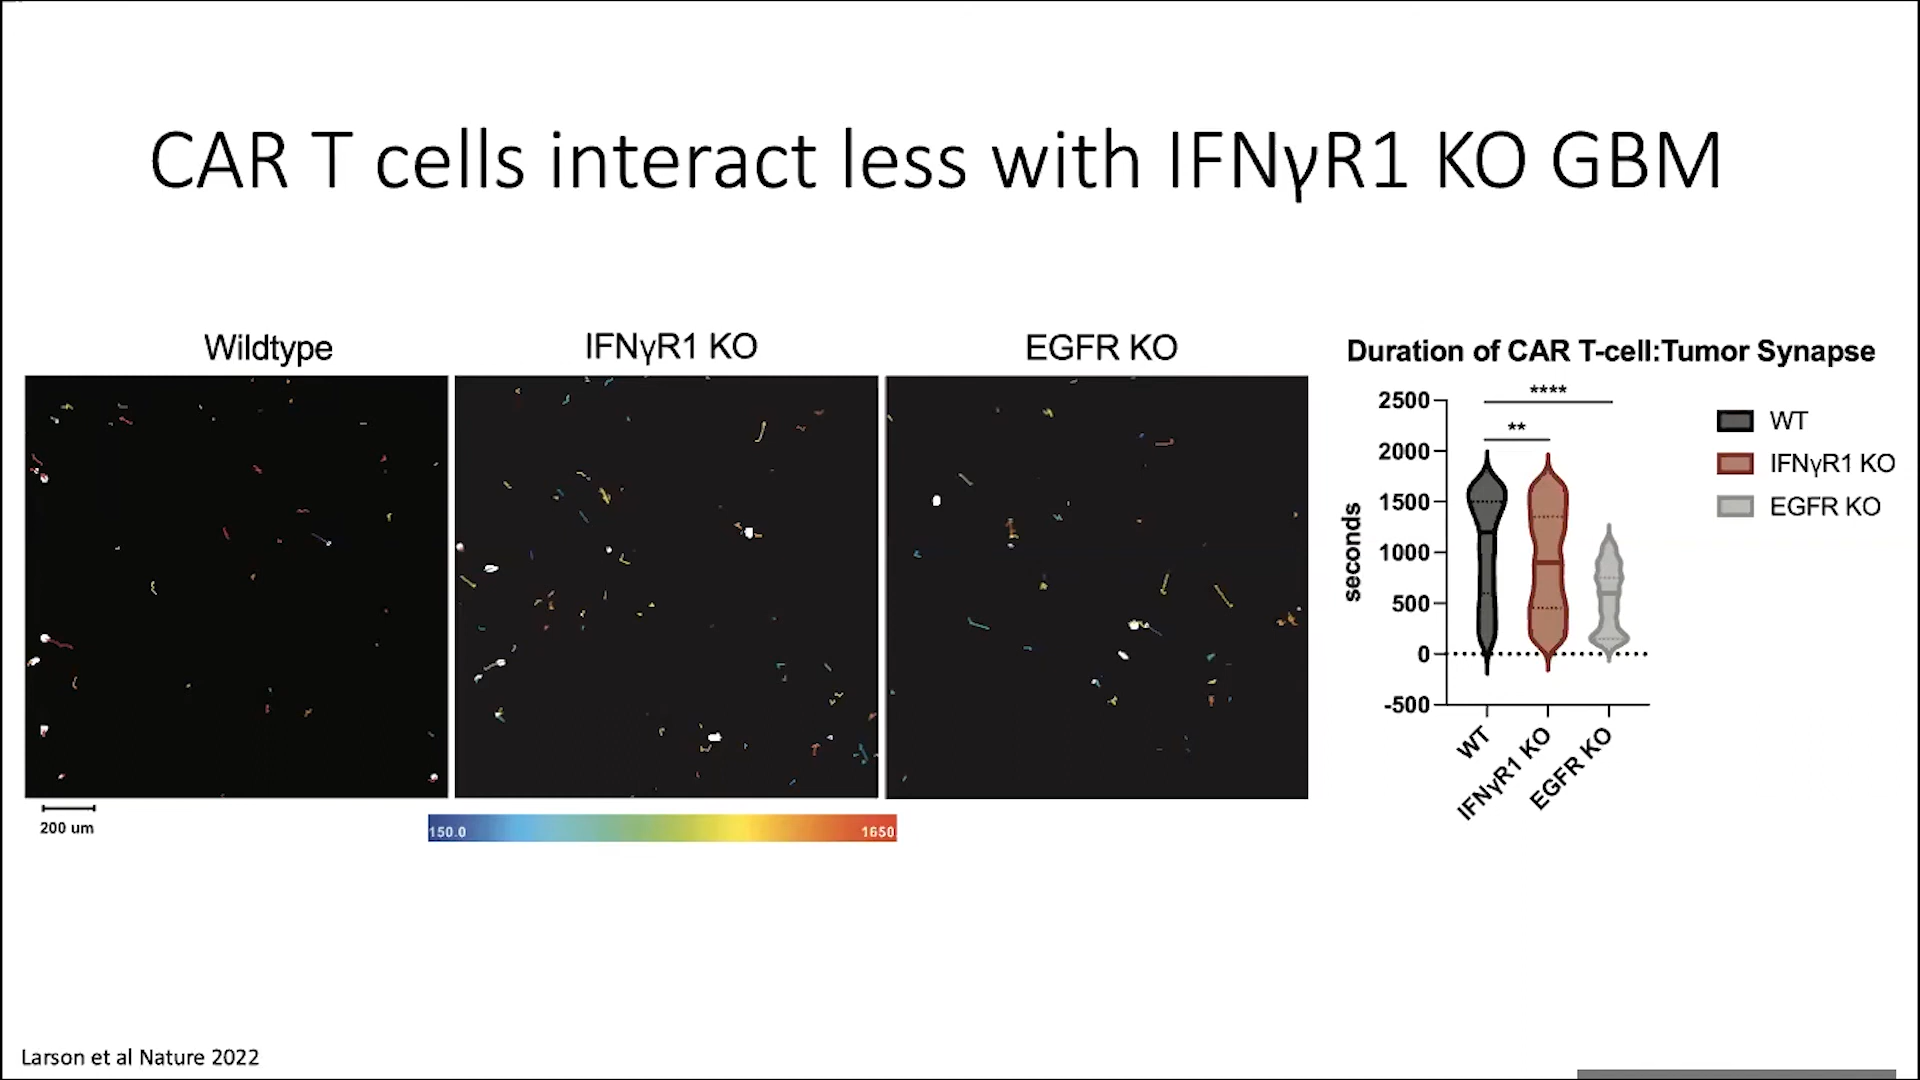 CAR T cells interact less with IFNγR1 KO GBM
Wildtype
IFNγR1 KO
EGFR KO
200 um
150.0
1650
Duration of CAR T-cell:Tumor Synapse
seconds
2500
2000
1500
1000
500
0
-500
****
**
WT
IFNγR1 KO
EGFR KO
WT
IFNγR1 KO
EGFR KO
Larson et al Nature 2022